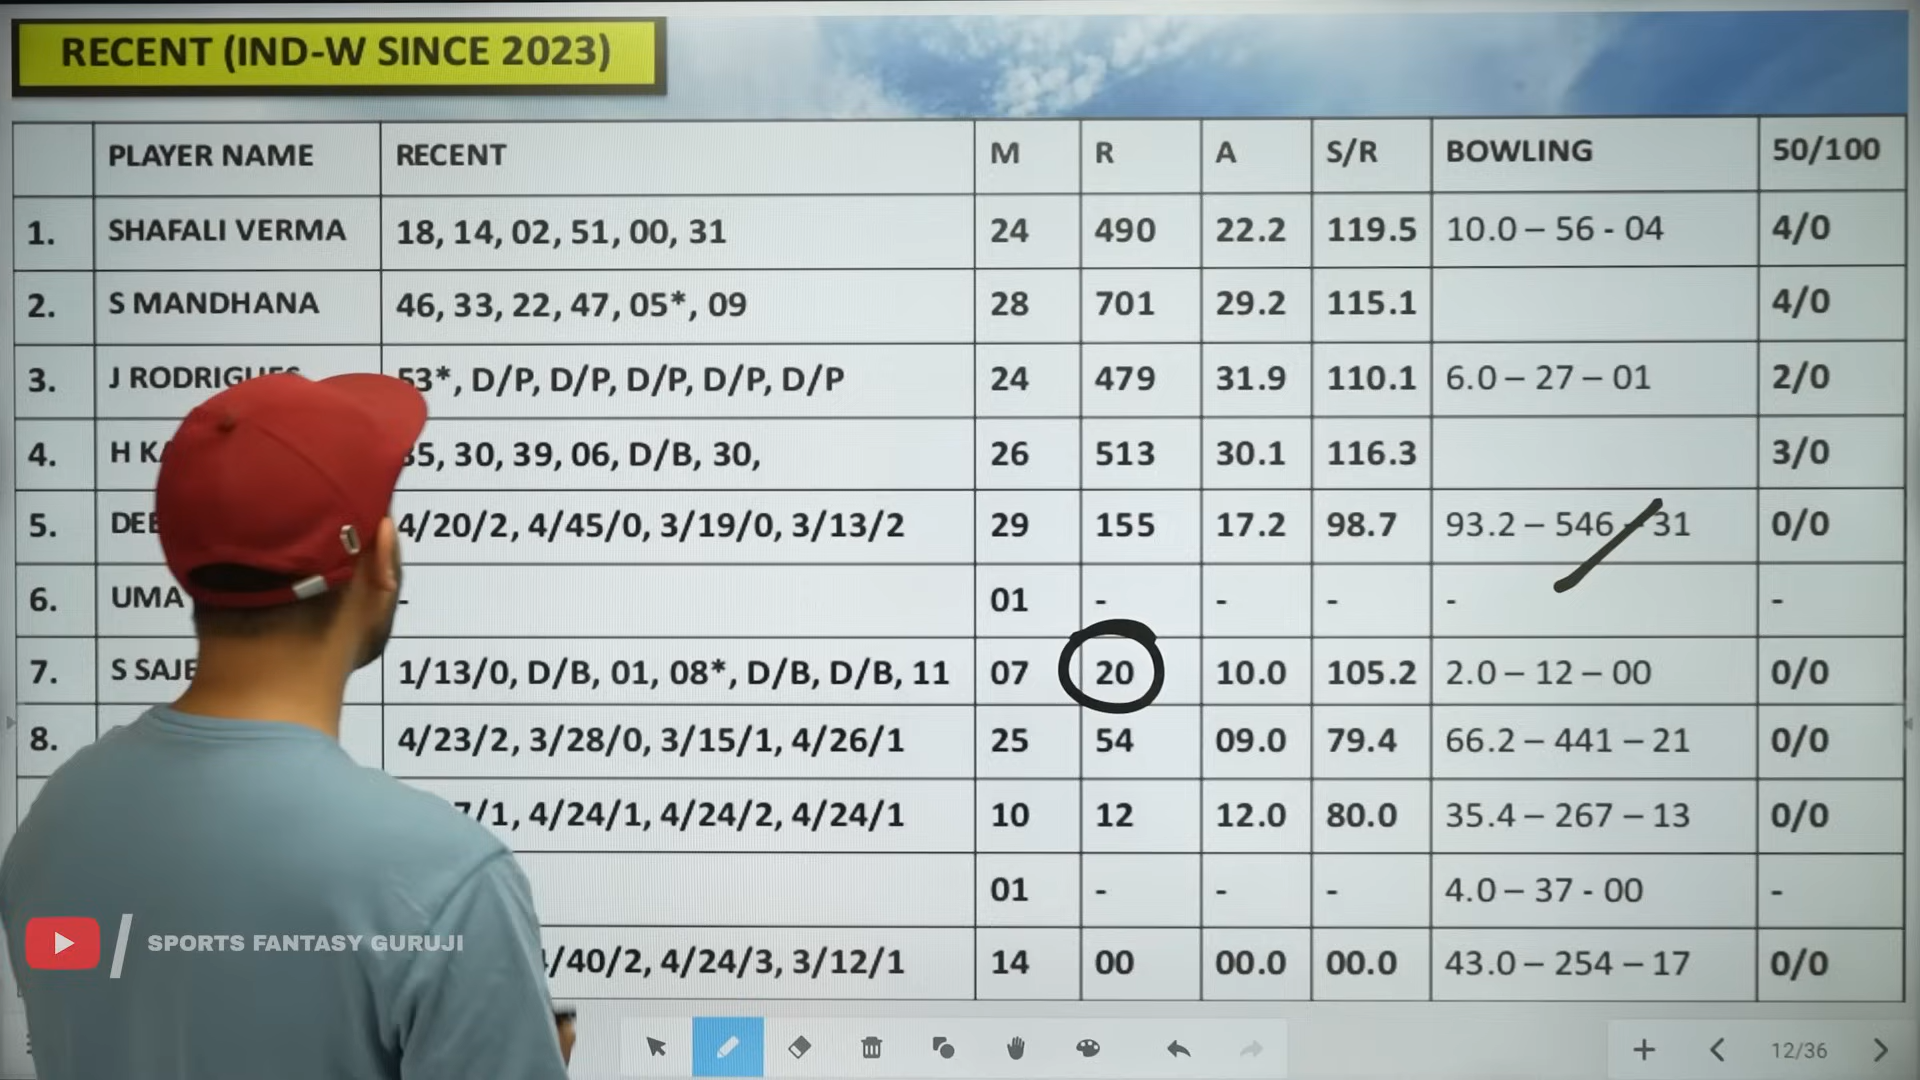 RECENT (IND-W SINCE 2023)
PLAYER NAME RECENT M R A S/R BOWLING 50/100
1. SHAFALI VERMA 18, 14, 02, 51, 00, 31 24 490 22.2 119.5 10.0 – 56 - 04 4/0
2. S MANDHANA 46, 33, 22, 47, 05*, 09 28 701 29.2 115.1 4/0
3. J 53*, D/P, D/P, D/P, D/P, D/P 24 479 31.9 110.1 6.0 – 27 – 01 2/0
4. H 30, 39, 06, D/B, 30, 26 513 30.1 116.3 3/0
5. 4/20/2, 4/45/0, 3/19/0, 3/13/2 29 155 17.2 98.7 93.2 – 546 – 31 0/0
6. UMA - 01 - - - - -
7. S 1/13/0, D/B, 01, 08*, D/B, D/B, 11 07 20 10.0 105.2 2.0 – 12 – 00 0/0
8. 4/23/2, 3/28/0, 3/15/1, 4/26/1 25 54 09.0 79.4 66.2 – 441 – 21 0/0
7/1, 4/24/1, 4/24/2, 4/24/1 10 12 12.0 80.0 35.4 – 267 – 13 0/0
01 - - - 4.0 – 37 - 00 -
/40/2, 4/24/3, 3/12/1 14 00 00.0 00.0 43.0 – 254 – 17 0/0
SPORTS FANTASY GURUJI
12/36